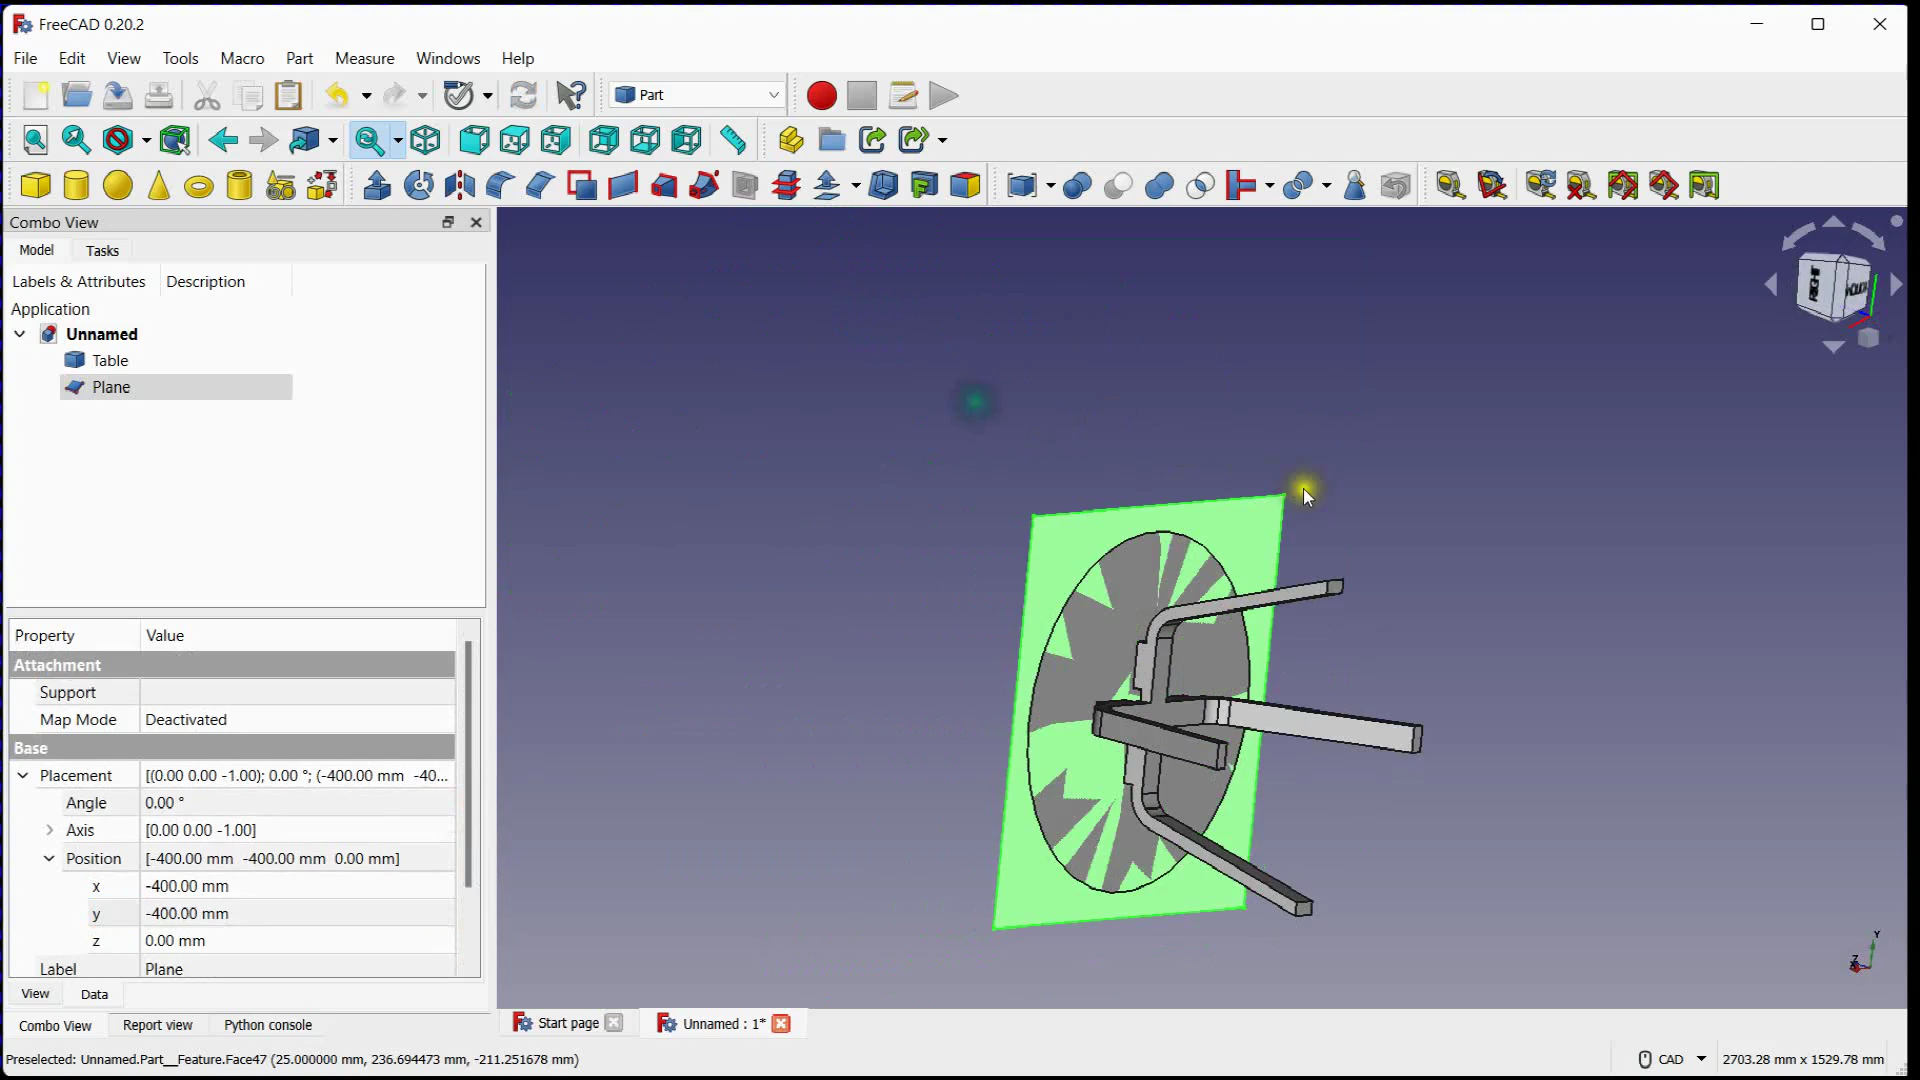 FreeCAD 0.20.2
File Edit View Tools Macro Part Measure Windows Help
Part
Combo View
Model Tasks
Labels & Attributes Description
Application
Unnamed
Table
Plane
Property Value
Attachment
Support
Map Mode Deactivated
Base
Placement [(0.00 0.00 -1.00); 0.00 °; (-400.00 mm -40...
Angle 0.00 °
Axis [0.00 0.00 -1.00]
Position [-400.00 mm -400.00 mm 0.00 mm]
x -400.00 mm
y -400.00 mm
z 0.00 mm
Label Plane
View Data
Combo View Report view Python console
Start page
Unnamed : 1*
RIGHT
Y
Z
Preselected: Unnamed.Part__Feature.Face47 (25.000000 mm, 236.694473 mm, -211.251678 mm)
CAD
2703.28 mm x 1529.78 mm